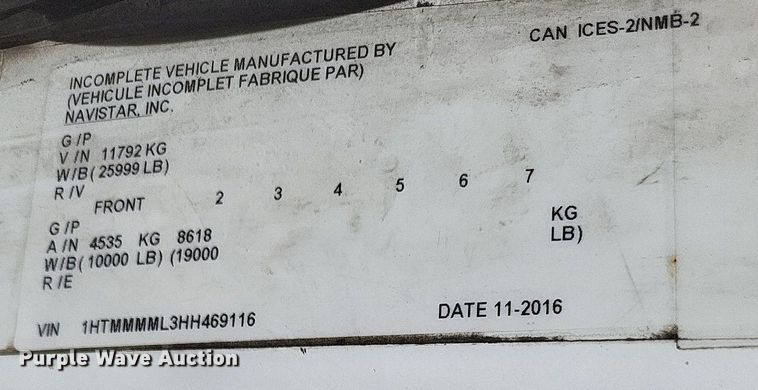 CAN ICES-2/NMB-2
INCOMPLETE VEHICLE MANUFACTURED BY
(VEHICULE INCOMPLET FABRIQUE PAR)
NAVISTAR, INC.
G /P
V /N 11792 KG
W/B( 25999 LB)
R /V
FRONT 2 3 4 5 6 7
G /P
A /N 4535 KG 8618 KG
W/B( 10000 LB) (19000 LB)
R /E
VIN 1HTMMMML3HH469116 DATE 11-2016
Purple Wave Auction